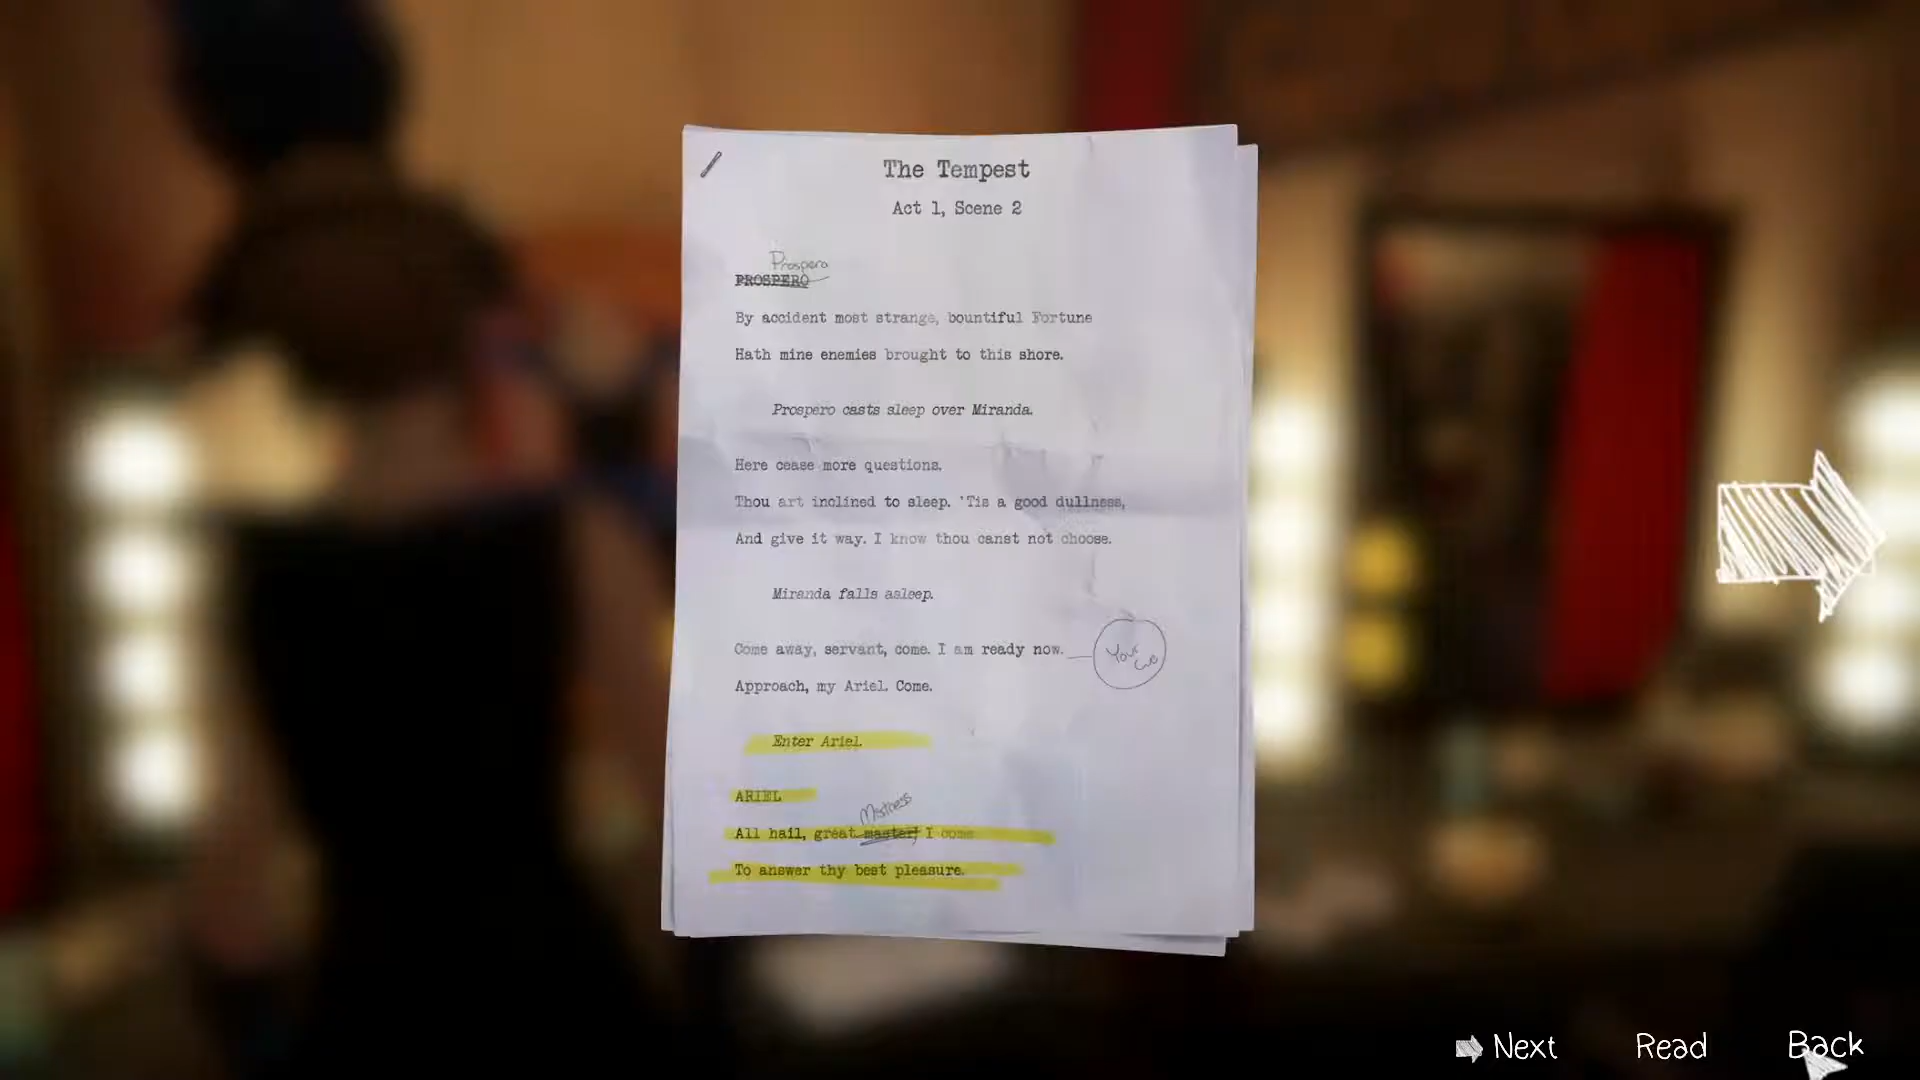 The Tempest
Act 1, Scene 2
Prospera
PROSPERO
By accident most strange, bountiful Fortune
Hath mine enemies brought to this shore.
Prospero casts sleep over Miranda.
Here cease more questions.
Thou art inclined to sleep. 'Tis a good dullness,
And give it way. I know thou canst not choose.
Miranda falls asleep.
Come away, servant, come. I am ready now.
Your
cue
Approach, my Ariel. Come.
Enter Ariel.
ARIEL
Mistress
All hail, great master, I come
To answer thy best pleasure.
Next Read Back